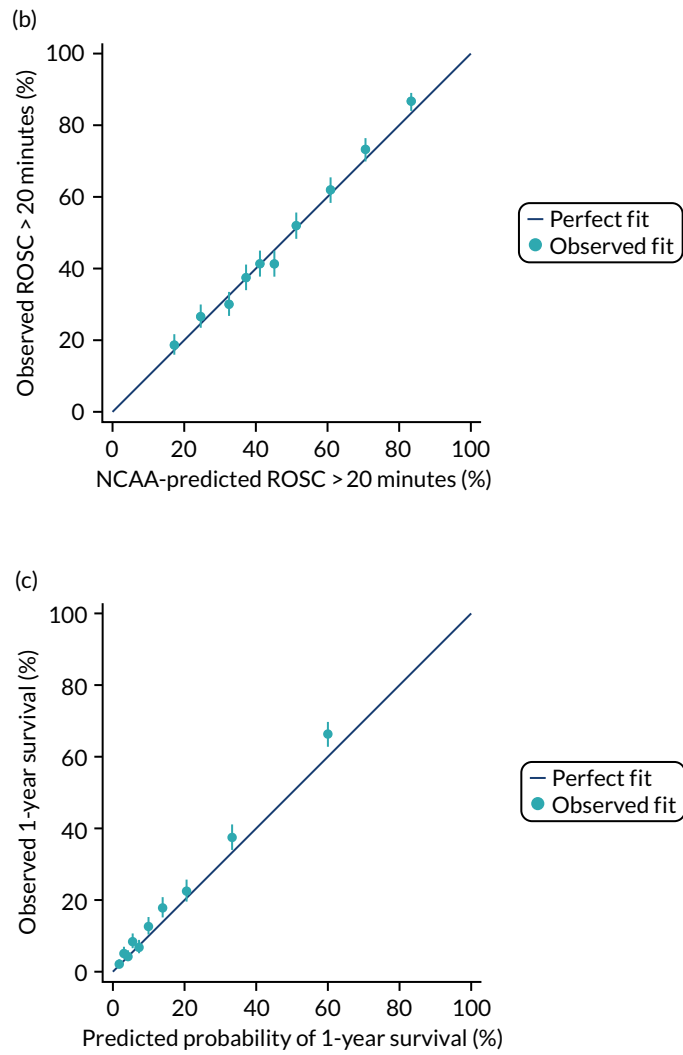 (b)
100
80
60
40
20
0
Observed ROSC > 20 minutes (%)
0 20 40 60 80 100
NCAA-predicted ROSC > 20 minutes (%)
Perfect fit
Observed fit
(c)
100
80
60
40
20
0
Observed 1-year survival (%)
0 20 40 60 80 100
Predicted probability of 1-year survival (%)
Perfect fit
Observed fit